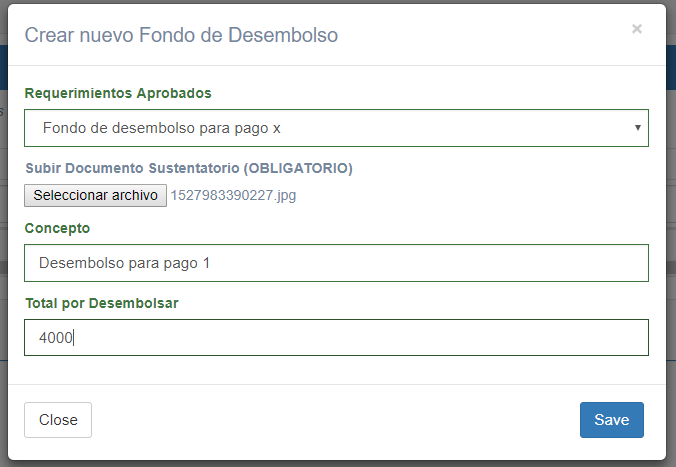 Crear nuevo Fondo de Desembolso ×
Requerimientos Aprobados
Fondo de desembolso para pago x
Subir Documento Sustentatorio (OBLIGATORIO)
Seleccionar archivo 1527983390227.jpg
Concepto
Desembolso para pago 1
Total por Desembolsar
4000
Close Save